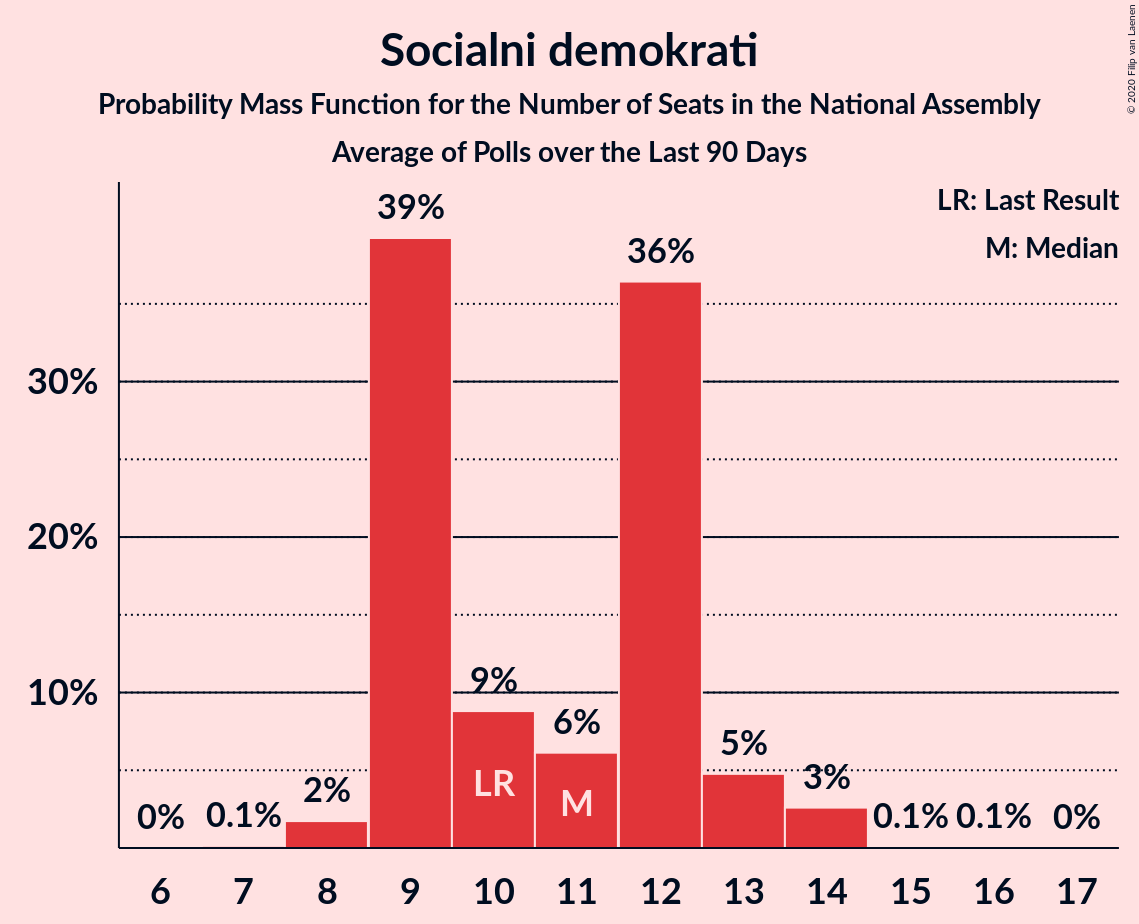 Socialni demokrati
Probability Mass Function for the Number of Seats in the National Assembly
Average of Polls over the Last 90 Days
© 2020 Filip van Laenen
LR: Last Result
M: Median
39%
36%
30%
20%
10%
9%
6%
5%
3%
2%
0%
0.1%
0.1%
0.1%
0%
LR
M
6 7 8 9 10 11 12 13 14 15 16 17